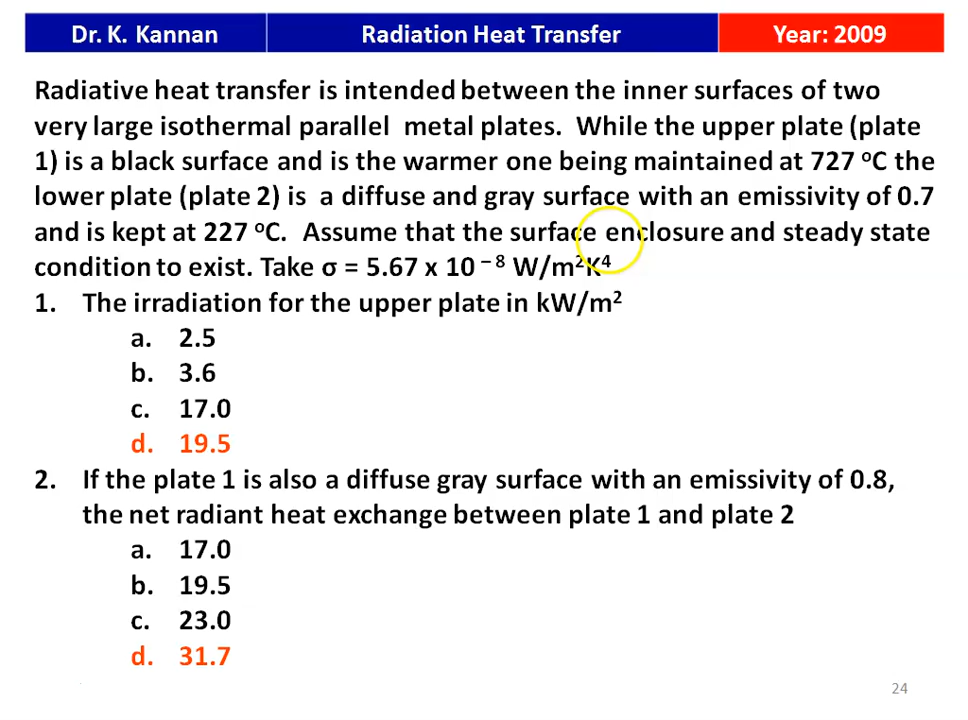 Dr. K. Kannan Radiation Heat Transfer Year: 2009
Radiative heat transfer is intended between the inner surfaces of two
very large isothermal parallel metal plates. While the upper plate (plate
1) is a black surface and is the warmer one being maintained at 727 ⁰C the
lower plate (plate 2) is a diffuse and gray surface with an emissivity of 0.7
and is kept at 227 ⁰C. Assume that the surface enclosure and steady state
condition to exist. Take σ = 5.67 x 10 ⁻⁸ W/m²K⁴
1. The irradiation for the upper plate in kW/m²
a. 2.5
b. 3.6
c. 17.0
d. 19.5
2. If the plate 1 is also a diffuse gray surface with an emissivity of 0.8,
the net radiant heat exchange between plate 1 and plate 2
a. 17.0
b. 19.5
c. 23.0
d. 31.7
24